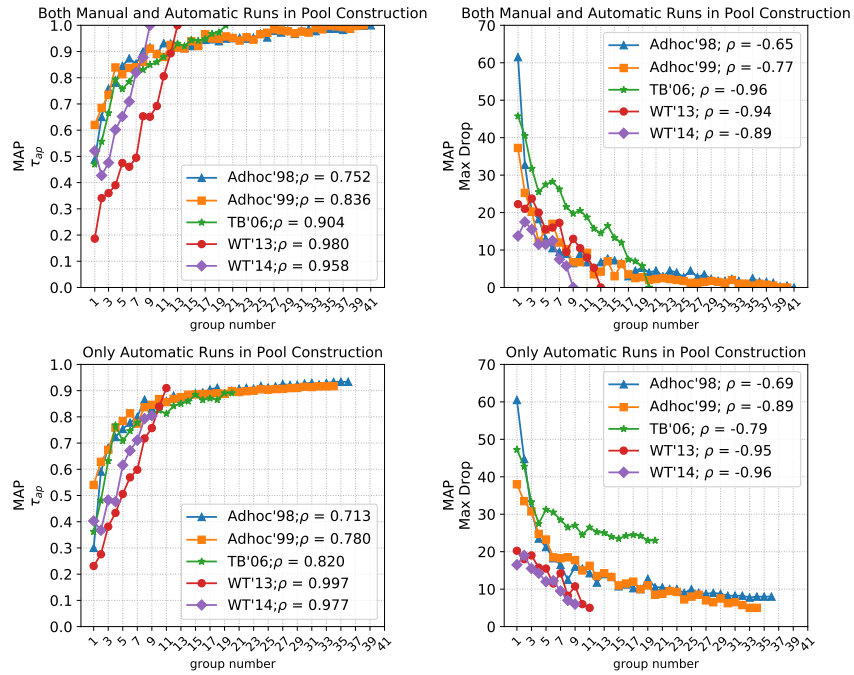 Both Manual and Automatic Runs in Pool Construction
1.0
0.9
0.8
0.7
0.6
0.5
0.4
0.3
0.2
0.1
0.0
MAP
τap
Adhoc'98;ρ = 0.752
Adhoc'99;ρ = 0.836
TB'06;ρ = 0.904
WT'13;ρ = 0.980
WT'14;ρ = 0.958
1 3 5 7 9 11 13 15 17 19 21 23 25 27 29 31 33 35 37 39 41
group number
Both Manual and Automatic Runs in Pool Construction
70
60
50
40
30
20
10
0
MAP
Max Drop
Adhoc'98; ρ = -0.65
Adhoc'99; ρ = -0.77
TB'06; ρ = -0.96
WT'13; ρ = -0.94
WT'14; ρ = -0.89
1 3 5 7 9 11 13 15 17 19 21 23 25 27 29 31 33 35 37 39 41
group number
Only Automatic Runs in Pool Construction
1.0
0.9
0.8
0.7
0.6
0.5
0.4
0.3
0.2
0.1
0.0
MAP
τap
Adhoc'98;ρ = 0.713
Adhoc'99;ρ = 0.780
TB'06;ρ = 0.820
WT'13;ρ = 0.997
WT'14;ρ = 0.977
1 3 5 7 9 11 13 15 17 19 21 23 25 27 29 31 33 35 37 39 41
group number
Only Automatic Runs in Pool Construction
70
60
50
40
30
20
10
0
MAP
Max Drop
Adhoc'98; ρ = -0.69
Adhoc'99; ρ = -0.89
TB'06; ρ = -0.79
WT'13; ρ = -0.95
WT'14; ρ = -0.96
1 3 5 7 9 11 13 15 17 19 21 23 25 27 29 31 33 35 37 39 41
group number